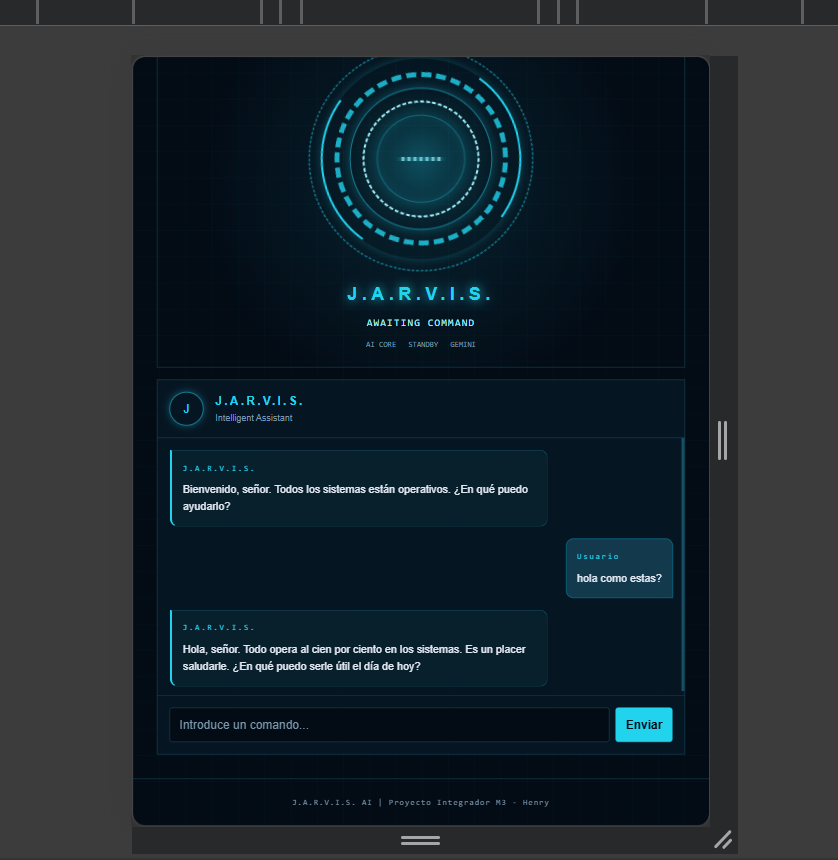 J.A.R.V.I.S.
AWAITING COMMAND
AI CORE STANDBY GEMINI
J
J.A.R.V.I.S.
Intelligent Assistant
J.A.R.V.I.S.
Bienvenido, señor. Todos los sistemas están operativos. ¿En qué puedo
ayudarlo?
Usuario
hola como estas?
J.A.R.V.I.S.
Hola, señor. Todo opera al cien por ciento en los sistemas. Es un placer
saludarle. ¿En qué puedo serle útil el día de hoy?
Introduce un comando...
Enviar
J.A.R.V.I.S. AI | Proyecto Integrador M3 - Henry